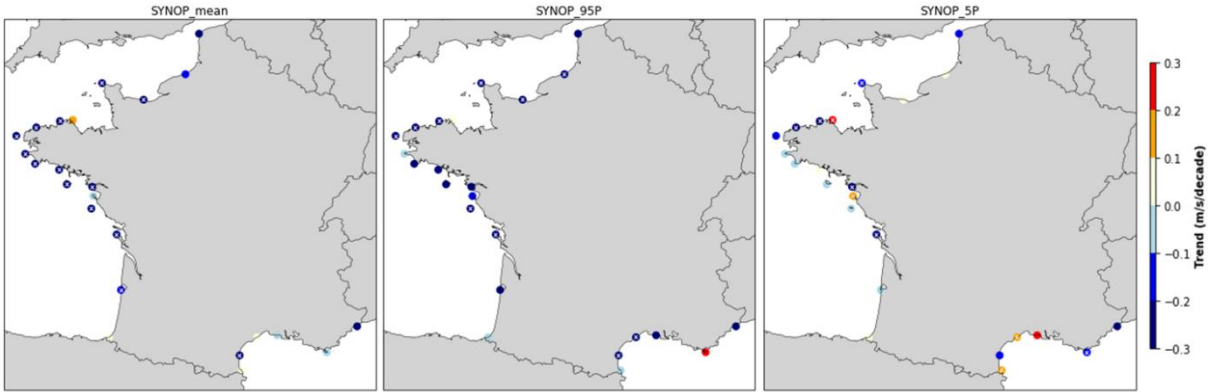 SYNOP_mean
SYNOP_95P
SYNOP_5P
0.3
0.2
0.1
0.0
−0.1
−0.2
−0.3
Trend (m/s/decade)